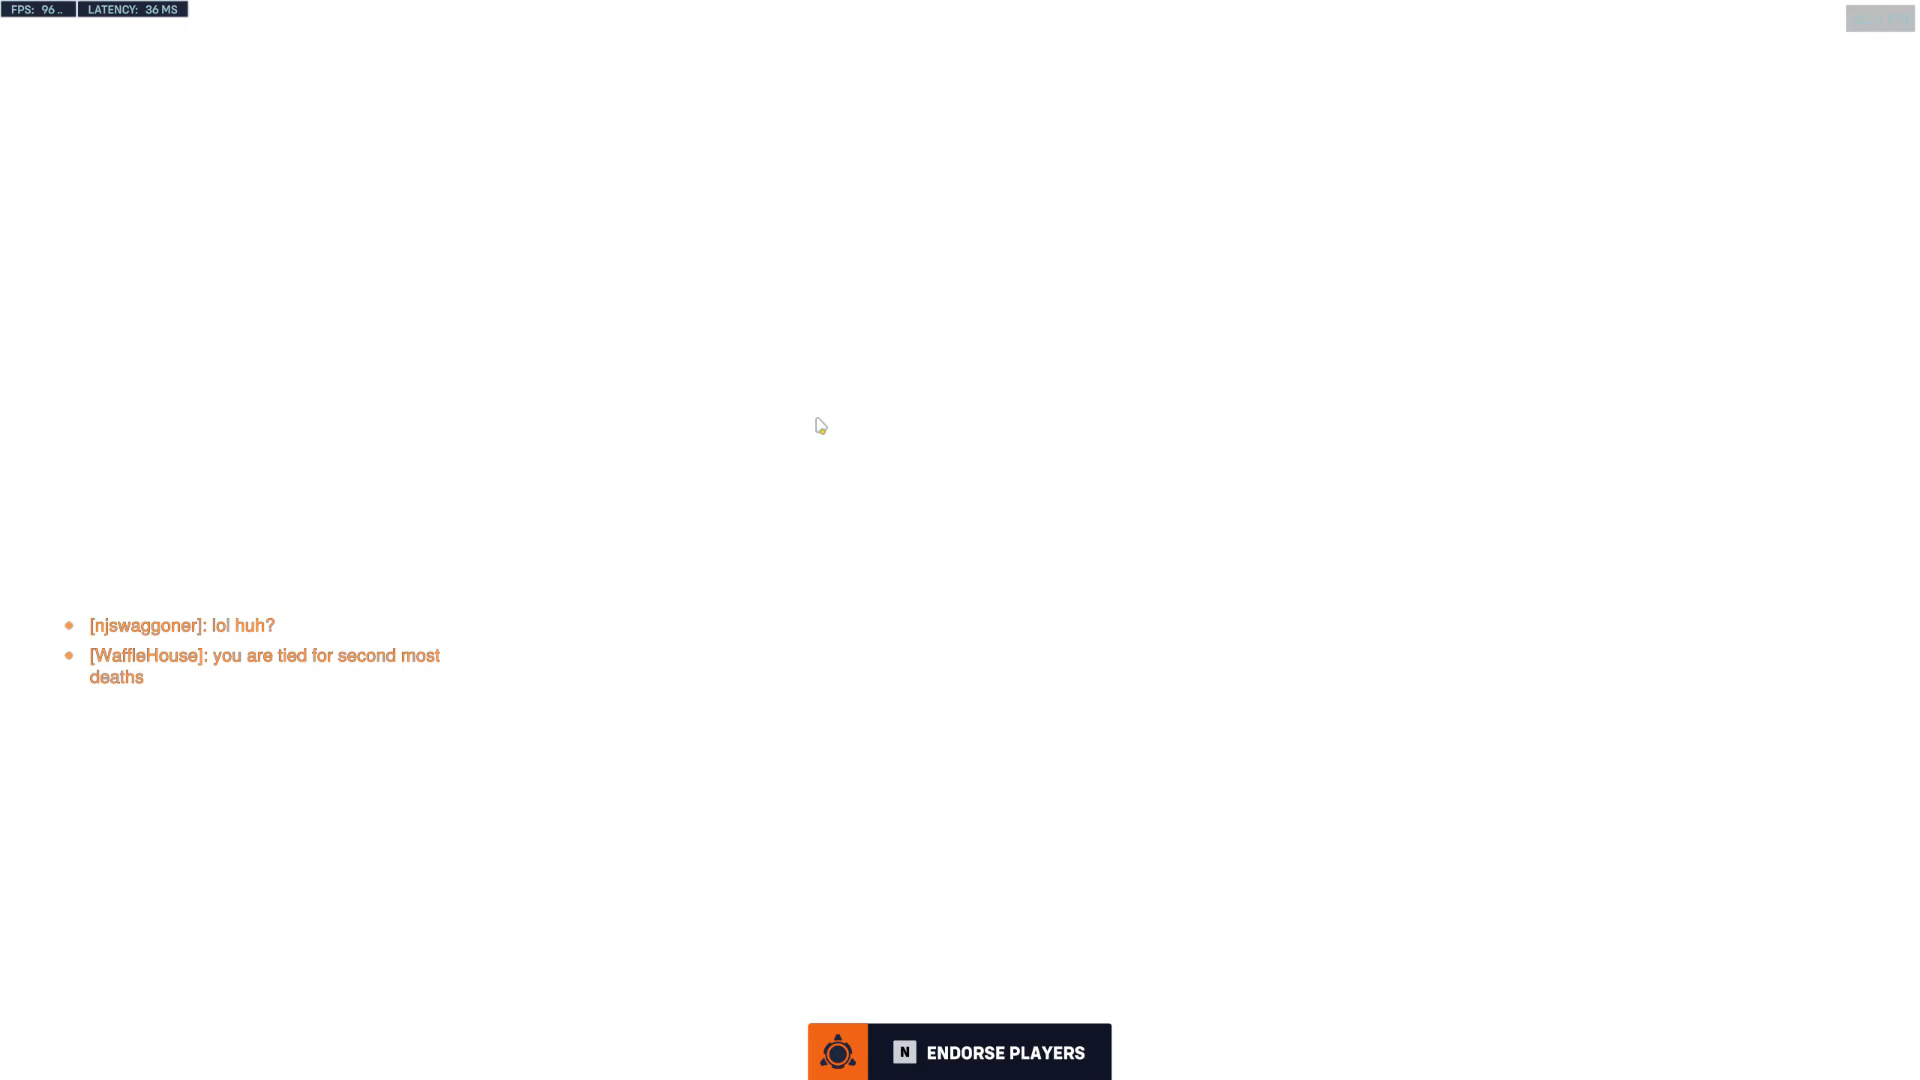 FPS: 96 ..
LATENCY: 36 MS
[njswaggoner]: lol huh?
[WaffleHouse]: you are tied for second most
deaths
N ENDORSE PLAYERS